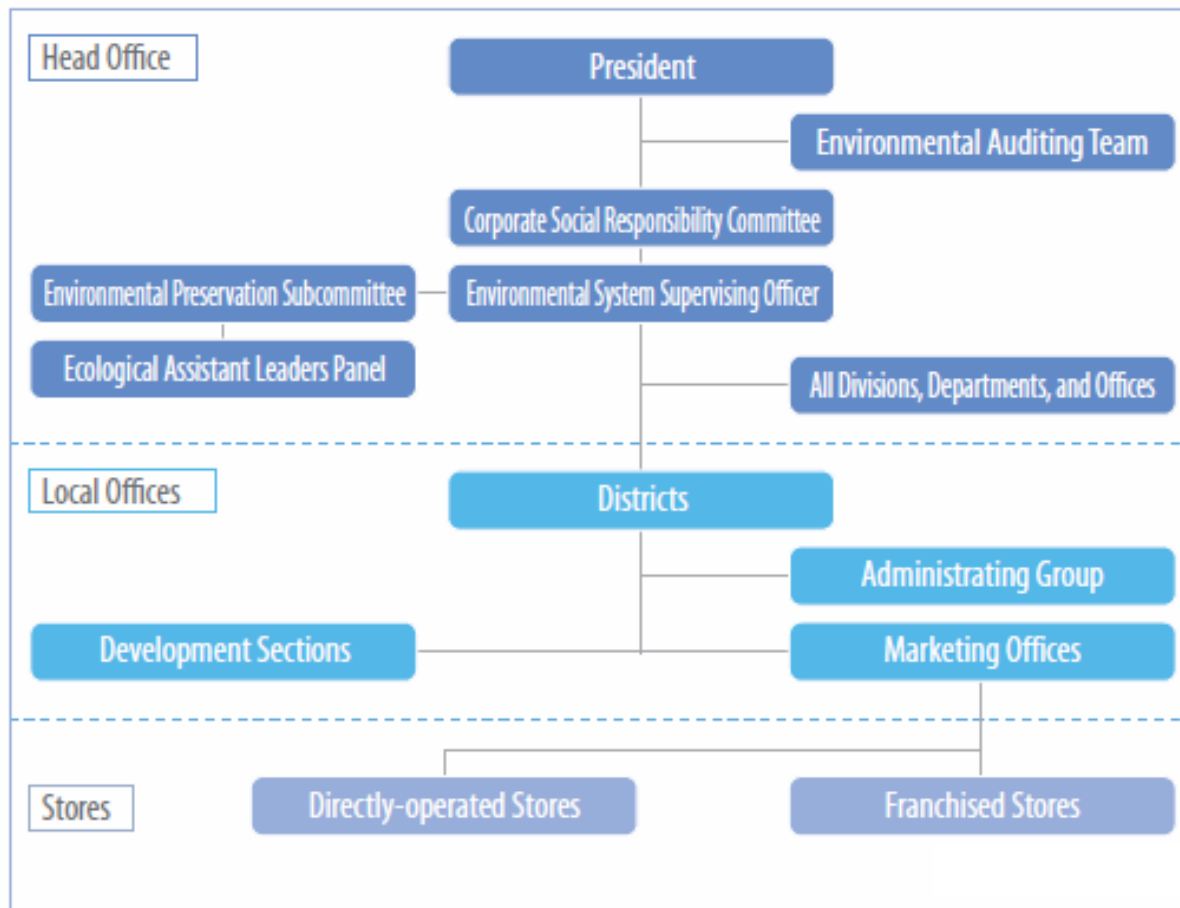 Head Office
President
Environmental Auditing Team
Corporate Social Responsibility Committee
Environmental Preservation Subcommittee
Environmental System Supervising Officer
Ecological Assistant Leaders Panel
All Divisions, Departments, and Offices
Local Offices
Districts
Administrating Group
Development Sections
Marketing Offices
Stores
Directly-operated Stores
Franchised Stores